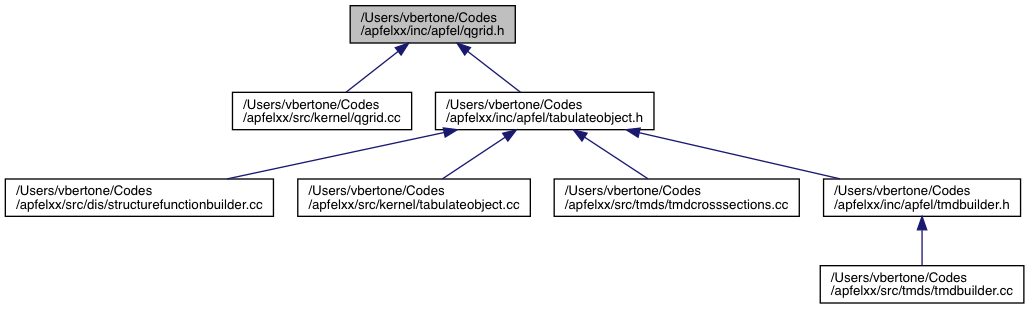 /Users/vbertone/Codes
/apfelxx/inc/apfel/qgrid.h
/Users/vbertone/Codes
/apfelxx/src/kernel/qgrid.cc
/Users/vbertone/Codes
/apfelxx/inc/apfel/tabulateobject.h
/Users/vbertone/Codes
/apfelxx/src/dis/structurefunctionbuilder.cc
/Users/vbertone/Codes
/apfelxx/src/kernel/tabulateobject.cc
/Users/vbertone/Codes
/apfelxx/src/tmds/tmdcrosssections.cc
/Users/vbertone/Codes
/apfelxx/inc/apfel/tmdbuilder.h
/Users/vbertone/Codes
/apfelxx/src/tmds/tmdbuilder.cc